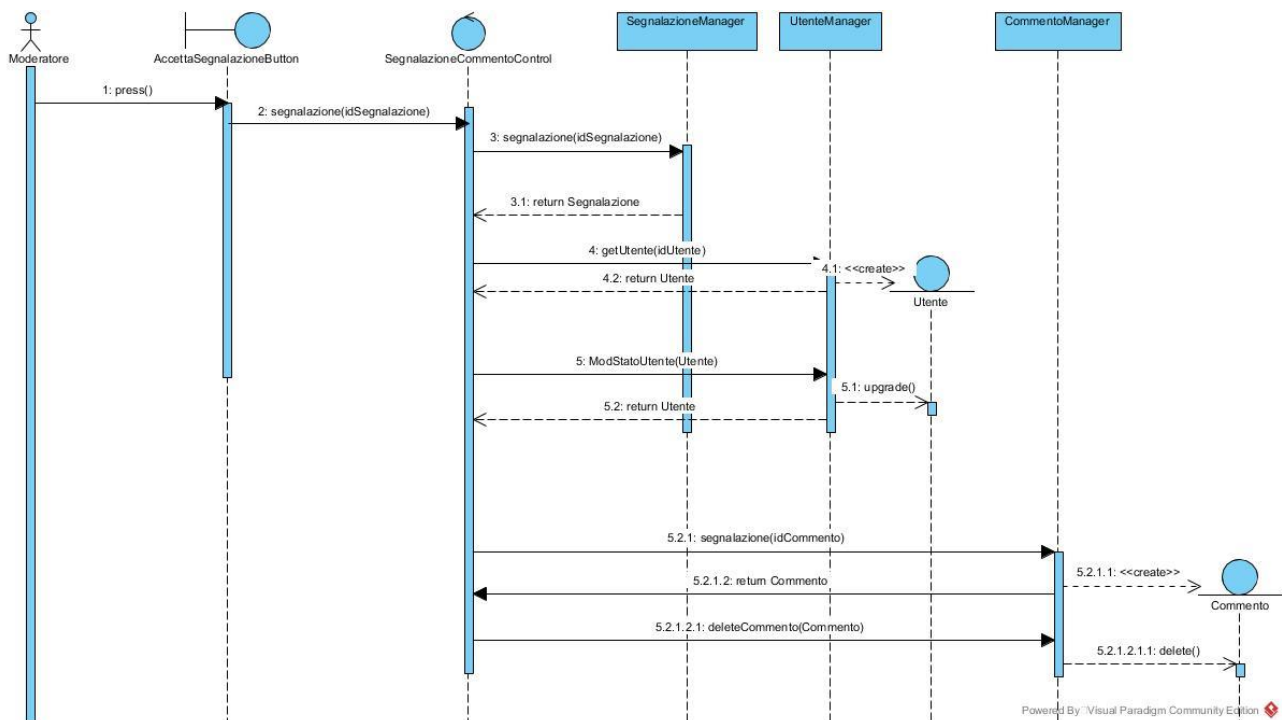 SegnalazioneManager
UtenteManager
CommentoManager
Moderatore
AccettaSegnalazioneButton
SegnalazioneCommentoControl
1: press()
2: segnalazione(idSegnalazione)
3: segnalazione(idSegnalazione)
3.1: return Segnalazione
4: getUtente(idUtente)
4.1: <<create>>
4.2: return Utente
Utente
5: ModStatoUtente(Utente)
5.1: upgrade()
5.2: return Utente
5.2.1: segnalazione(idCommento)
5.2.1.1: <<create>>
5.2.1.2: return Commento
Commento
5.2.1.2.1: deleteCommento(Commento)
5.2.1.2.1.1: delete()
Powered By Visual Paradigm Community Edition